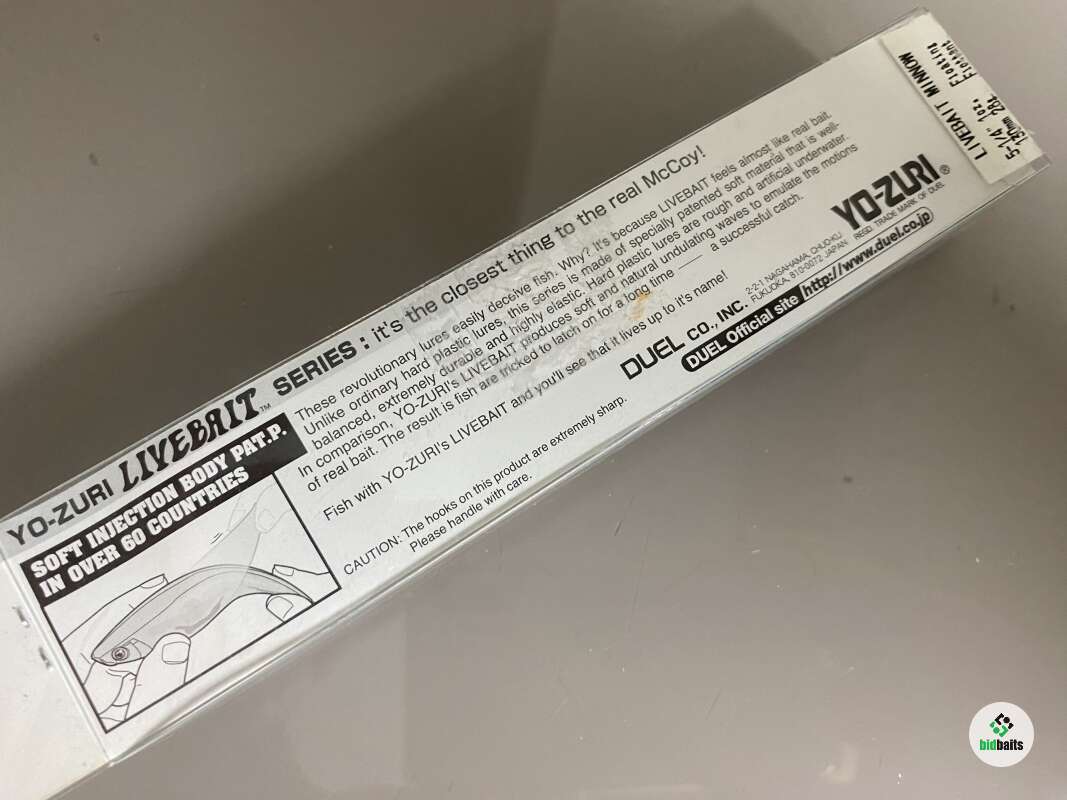 YO-ZURI LIVEBAIT™ SERIES : it's the closest thing to the real McCoy!
SOFT INJECTION BODY PAT.P.
IN OVER 60 COUNTRIES
These revolutionary lures easily deceive fish. Why? It's because LIVEBAIT feels almost like real bait.
Unlike ordinary hard plastic lures, this series is made of specially patented soft material that is well-
balanced, extremely durable and highly elastic. Hard plastic lures are rough and artificial underwater.
In comparison, YO-ZURI's LIVEBAIT produces soft and natural undulating waves to emulate the motions
of real bait. The result is fish are tricked to latch on for a long time —— a successful catch.
Fish with YO-ZURI's LIVEBAIT and you'll see that it lives up to it's name!
CAUTION: The hooks on this product are extremely sharp.
Please handle with care.
DUEL CO., INC.
2-2-1 NAGAHAMA, CHUO-KU
FUKUOKA, 810-0072 JAPAN
DUEL Official site http://www.duel.co.jp
YO-ZURI®
REGD. TRADE MARK OF DUEL
LIVEBAIT MINNOW
5-1/4" 1oz. Floating
130mm 28g. Flottant
bidbaits